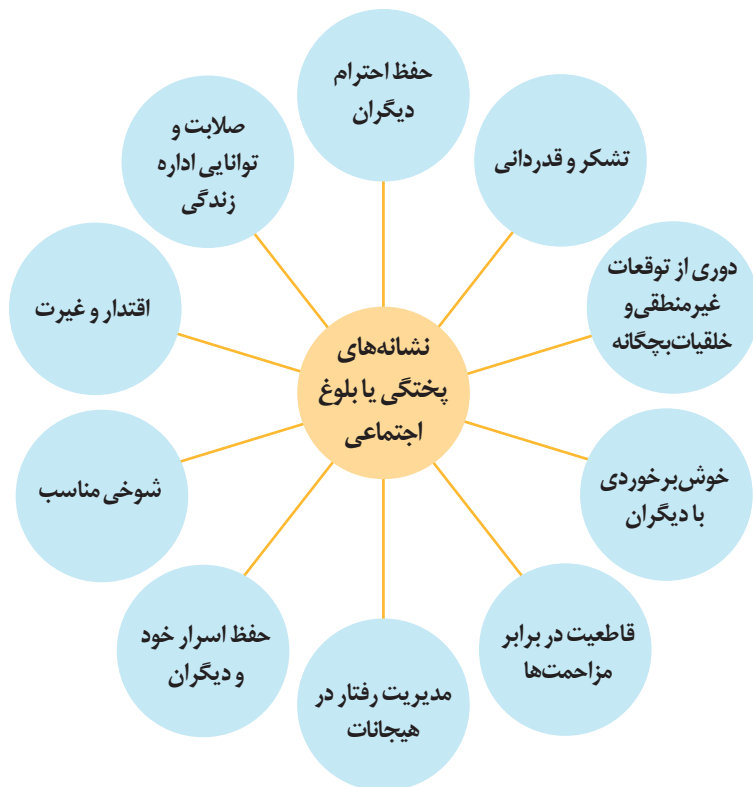 نشانه‌های
پختگی یا بلوغ
اجتماعی
حفظ احترام
دیگران
تشکر و قدردانی
دوری از توقعات
غیرمنطقی و
خلقیات بچگانه
خوش‌برخوردی
با دیگران
قاطعیت در برابر
مزاحمت‌ها
مدیریت رفتار در
هیجانات
حفظ اسرار خود
و دیگران
شوخی مناسب
اقتدار و غیرت
صلابت و
توانایی اداره
زندگی